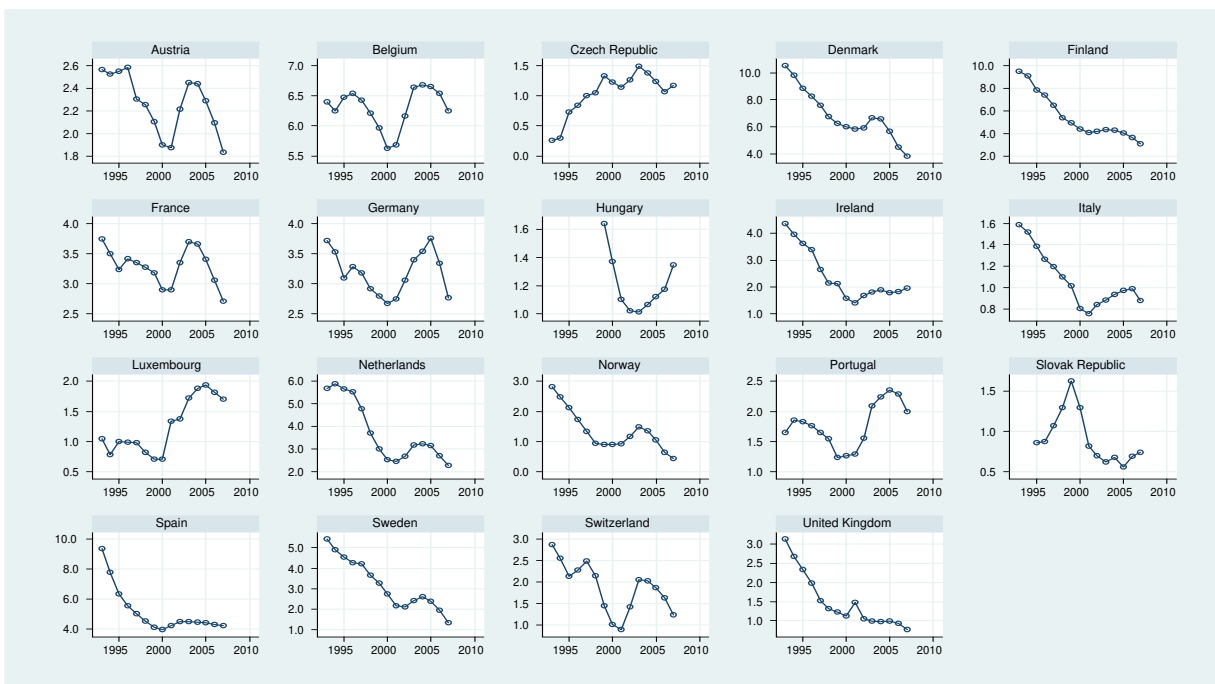 Austria Belgium Czech Republic Denmark Finland
2.6 7.0 1.5 10.0 10.0
2.4 6.5 1.0 8.0 8.0
2.2 6.0 0.5 6.0 6.0
2.0 5.5 0.0 4.0 4.0
1.8 2.0
1995 2000 2005 2010 1995 2000 2005 2010 1995 2000 2005 2010 1995 2000 2005 2010 1995 2000 2005 2010
France Germany Hungary Ireland Italy
4.0 4.0 1.6 4.0 1.6
3.5 3.5 1.4 3.0 1.4
3.0 3.0 1.2 2.0 1.2
2.5 2.5 1.0 1.0 1.0
0.8
1995 2000 2005 2010 1995 2000 2005 2010 1995 2000 2005 2010 1995 2000 2005 2010 1995 2000 2005 2010
Luxembourg Netherlands Norway Portugal Slovak Republic
2.0 6.0 3.0 2.5 1.5
1.5 5.0 2.0 2.0 1.0
1.0 4.0 1.0 1.5 0.5
0.5 3.0 0.0 1.0
2.0
1995 2000 2005 2010 1995 2000 2005 2010 1995 2000 2005 2010 1995 2000 2005 2010 1995 2000 2005 2010
Spain Sweden Switzerland United Kingdom
10.0 5.0 3.0 3.0
8.0 4.0 2.5 2.5
6.0 3.0 2.0 2.0
4.0 2.0 1.5 1.5
1.0 1.0 1.0
1995 2000 2005 2010 1995 2000 2005 2010 1995 2000 2005 2010 1995 2000 2005 2010